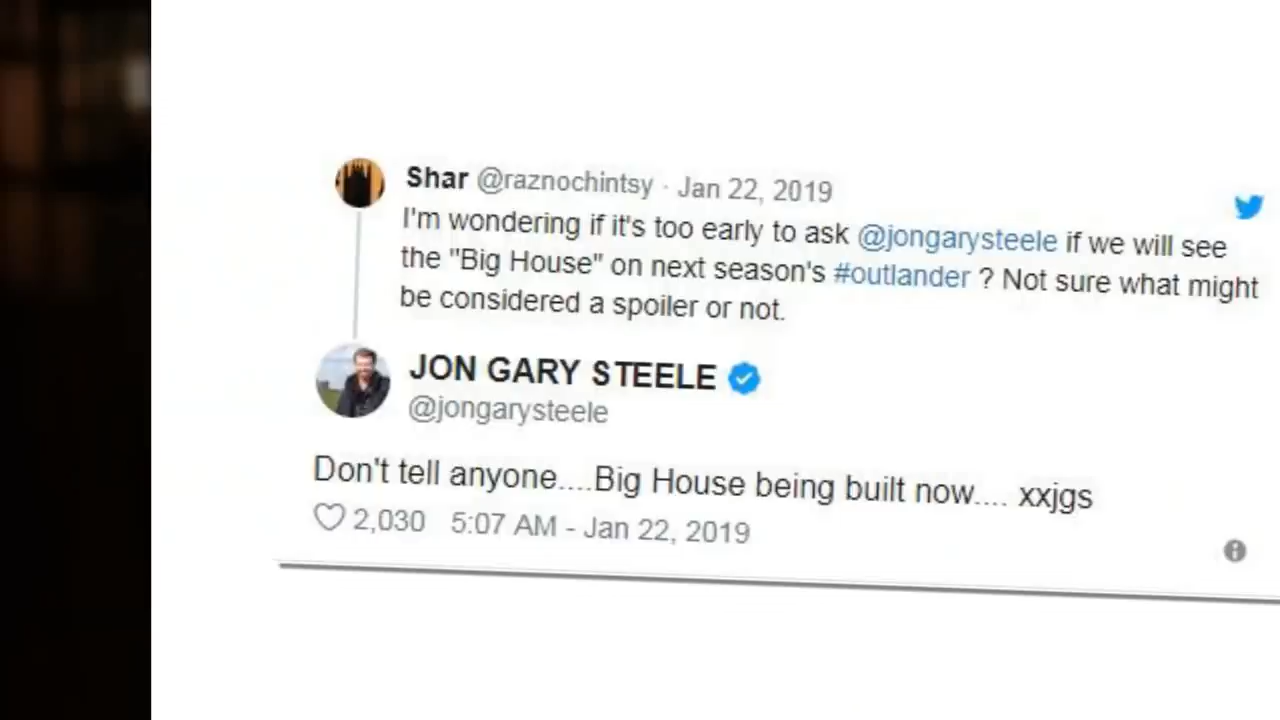 Shar @raznochintsy · Jan 22, 2019
I'm wondering if it's too early to ask @jongarysteele if we will see
the "Big House" on next season's #outlander ? Not sure what might
be considered a spoiler or not.
JON GARY STEELE
@jongarysteele
Don't tell anyone....Big House being built now.... xxjgs
2,030 5:07 AM - Jan 22, 2019